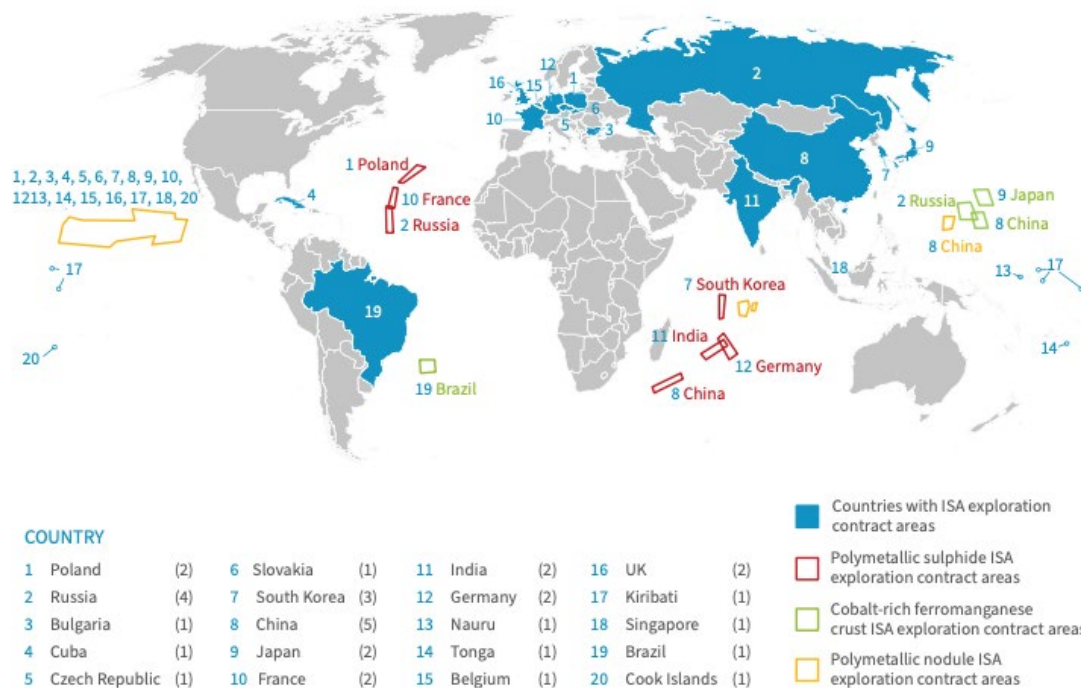 12
1
16
15
2
6
10
5
3
1 Poland
8
9
4
7
1, 2, 3, 4, 5, 6, 7, 8, 9, 10,
1213, 14, 15, 16, 17, 18, 20
10 France
11
2 Russia
9 Japan
2 Russia
8 China
8 China
17
18
13
17
7 South Korea
19
11 India
14
20
12 Germany
19 Brazil
8 China
COUNTRY
1 Poland (2)
2 Russia (4)
3 Bulgaria (1)
4 Cuba (1)
5 Czech Republic (1)
6 Slovakia (1)
7 South Korea (3)
8 China (5)
9 Japan (2)
10 France (2)
11 India (2)
12 Germany (2)
13 Nauru (1)
14 Tonga (1)
15 Belgium (1)
16 UK (2)
17 Kiribati (1)
18 Singapore (1)
19 Brazil (1)
20 Cook Islands (1)
Countries with ISA exploration
contract areas
Polymetallic sulphide ISA
exploration contract areas
Cobalt-rich ferromanganese
crust ISA exploration contract areas
Polymetallic nodule ISA
exploration contract areas